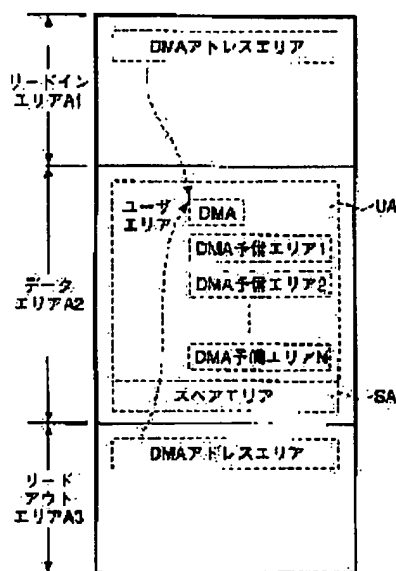 DMAアドレスエリア
リードイン
エリアA1
ユーザ
エリア
DMA
UA
DMA予備エリア1
DMA予備エリア2
データ
エリアA2
DMA予備エリアN
スペアエリア
SA
DMAアドレスエリア
リード
アウト
エリアA3